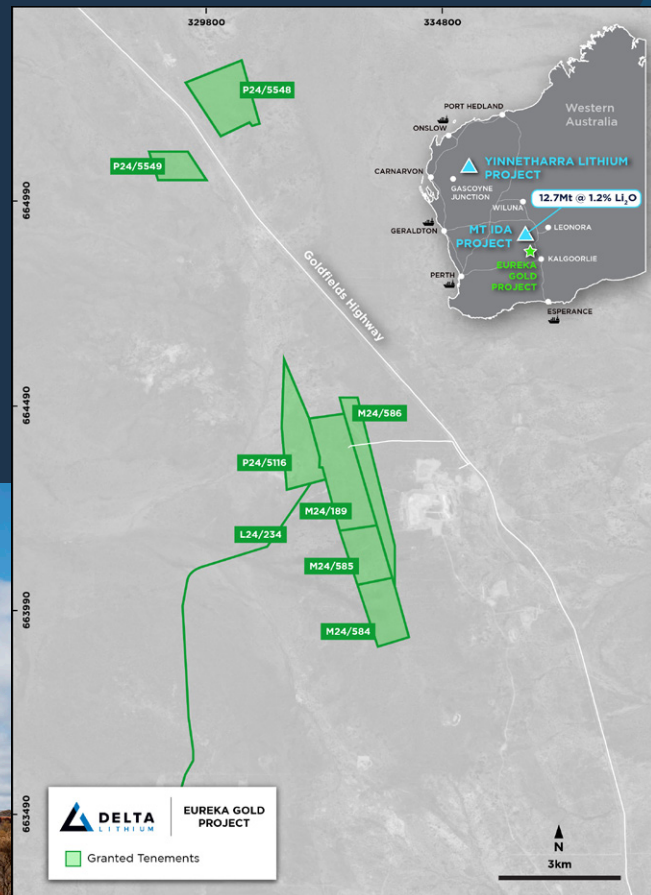 329800
334800
P24/5548
P24/5549
664990
Goldfields Highway
664490
M24/586
P24/5116
M24/189
L24/234
M24/585
M24/584
663990
663490
Western
Australia
PORT HEDLAND
ONSLOW
YINNETHARRA LITHIUM
PROJECT
CARNARVON
GASCOYNE
JUNCTION
12.7Mt @ 1.2% Li₂O
WILUNA
MT IDA
PROJECT
LEONORA
GERALDTON
EUREKA
GOLD
PROJECT
KALGOORLIE
PERTH
ESPERANCE
DELTA
LITHIUM
EUREKA GOLD
PROJECT
Granted Tenements
N
3km